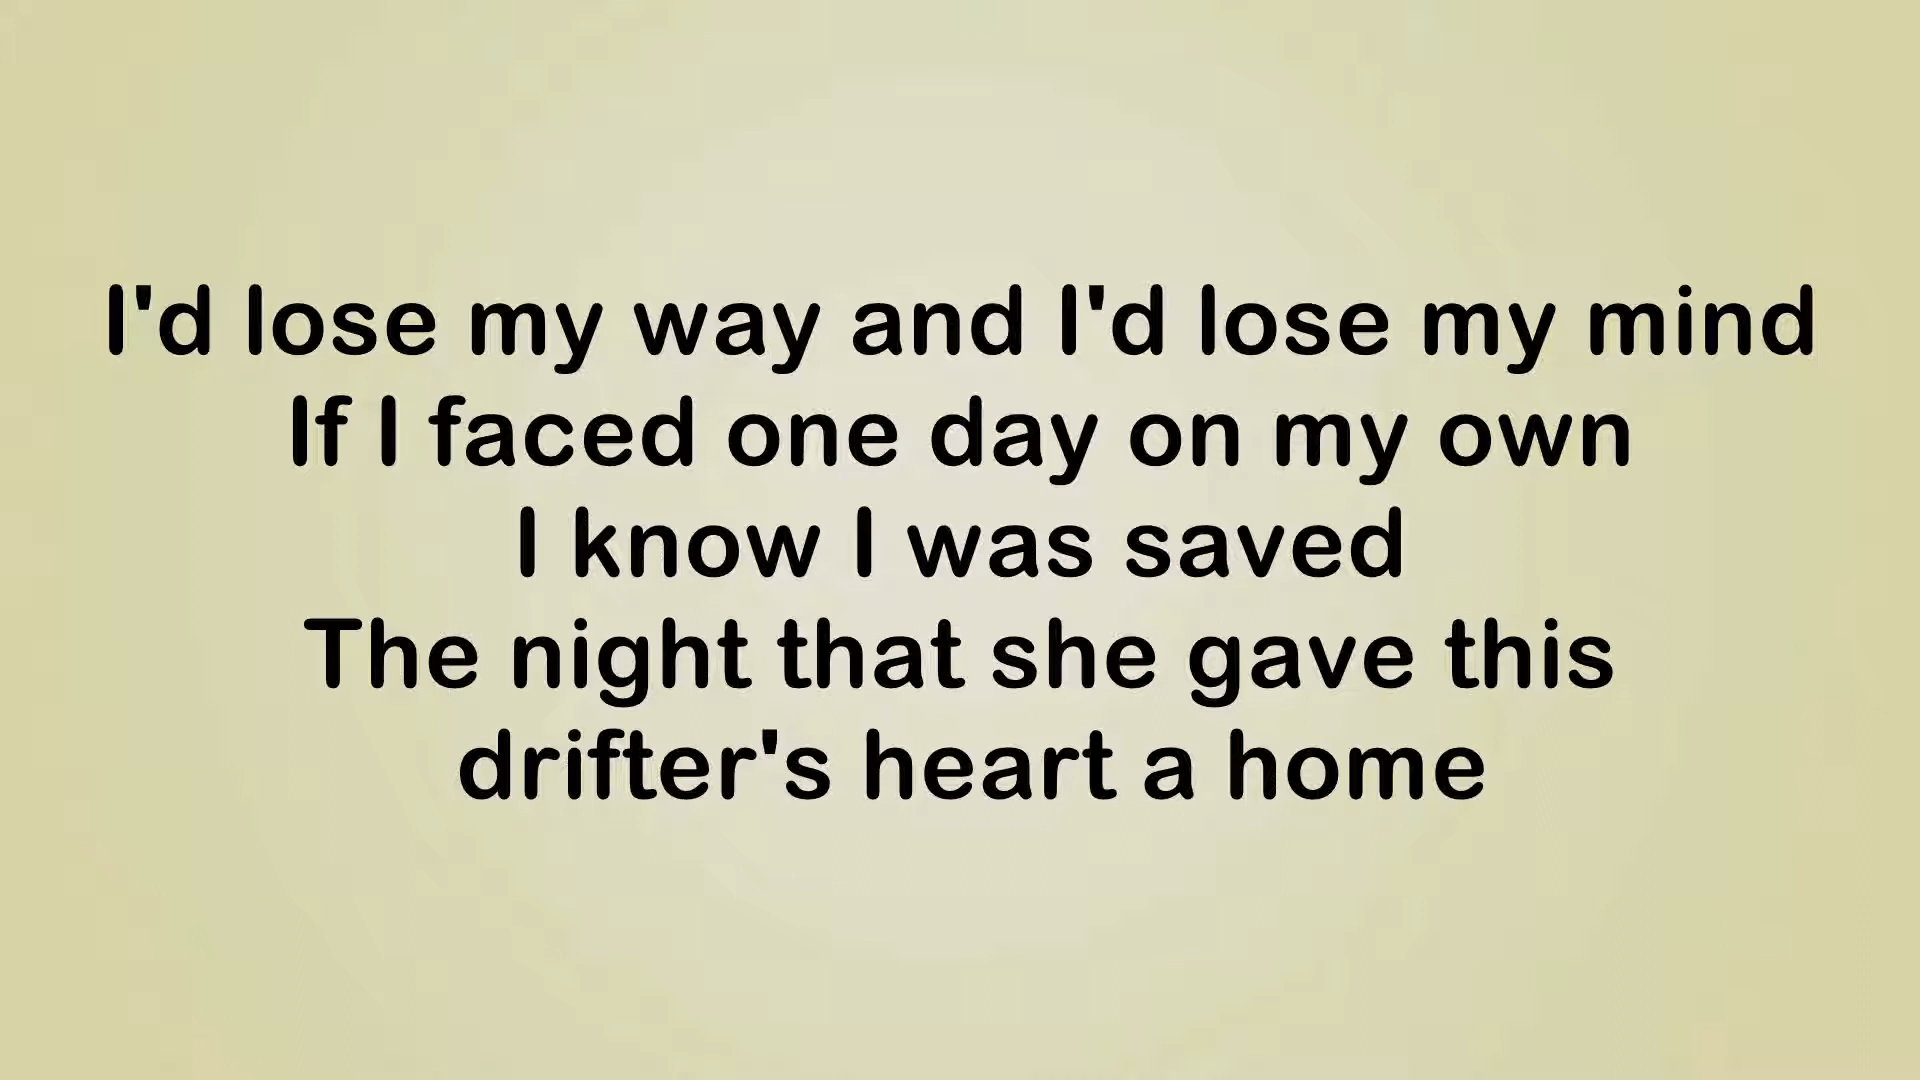 I'd lose my way and I'd lose my mind
If I faced one day on my own
I know I was saved
The night that she gave this
drifter's heart a home